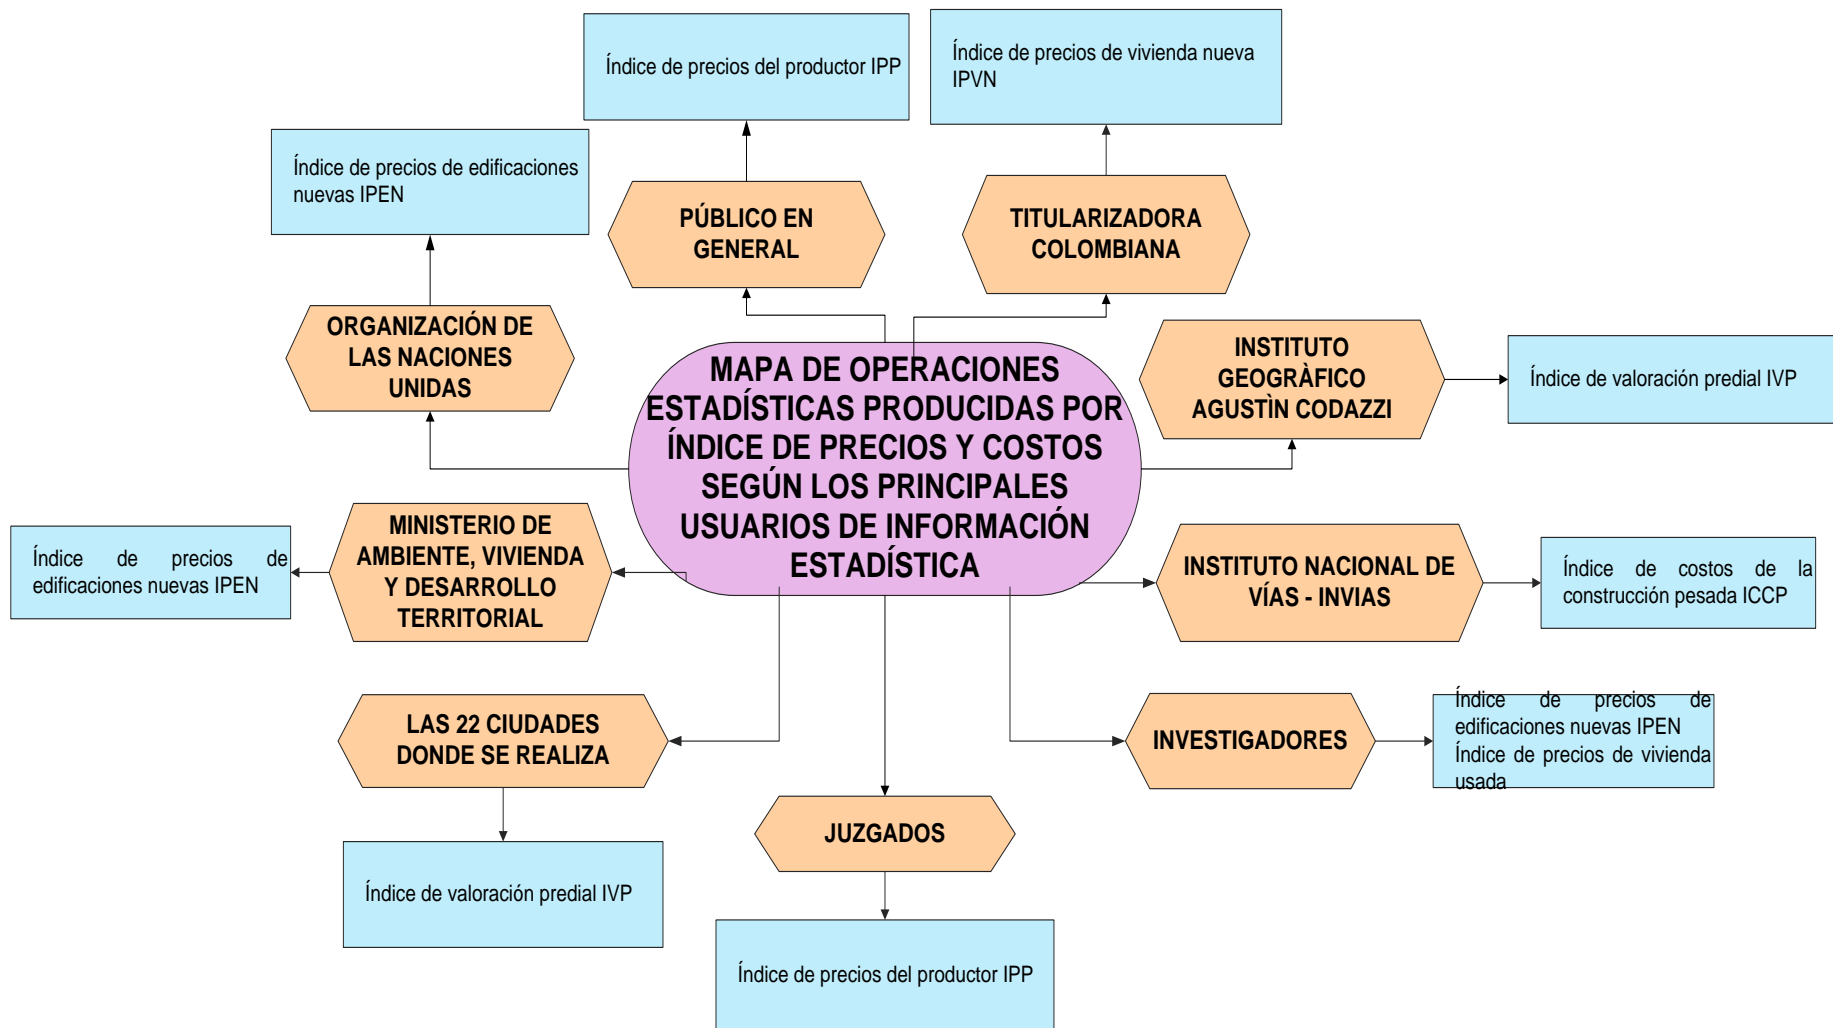 Índice de precios del productor IPP
Índice de precios de vivienda nueva
IPVN
Índice de precios de edificaciones
nuevas IPEN
PÚBLICO EN
GENERAL
TITULARIZADORA
COLOMBIANA
ORGANIZACIÓN DE
LAS NACIONES
UNIDAS
INSTITUTO
GEOGRÀFICO
AGUSTÌN CODAZZI
Índice de valoración predial IVP
MAPA DE OPERACIONES
ESTADÍSTICAS PRODUCIDAS POR
ÍNDICE DE PRECIOS Y COSTOS
SEGÚN LOS PRINCIPALES
USUARIOS DE INFORMACIÓN
ESTADÍSTICA
MINISTERIO DE
AMBIENTE, VIVIENDA
Y DESARROLLO
TERRITORIAL
Índice de precios de
edificaciones nuevas IPEN
INSTITUTO NACIONAL DE
VÍAS - INVIAS
Índice de costos de la
construcción pesada ICCP
LAS 22 CIUDADES
DONDE SE REALIZA
INVESTIGADORES
Índice de precios de
edificaciones nuevas IPEN
Índice de precios de vivienda
usada
JUZGADOS
Índice de valoración predial IVP
Índice de precios del productor IPP